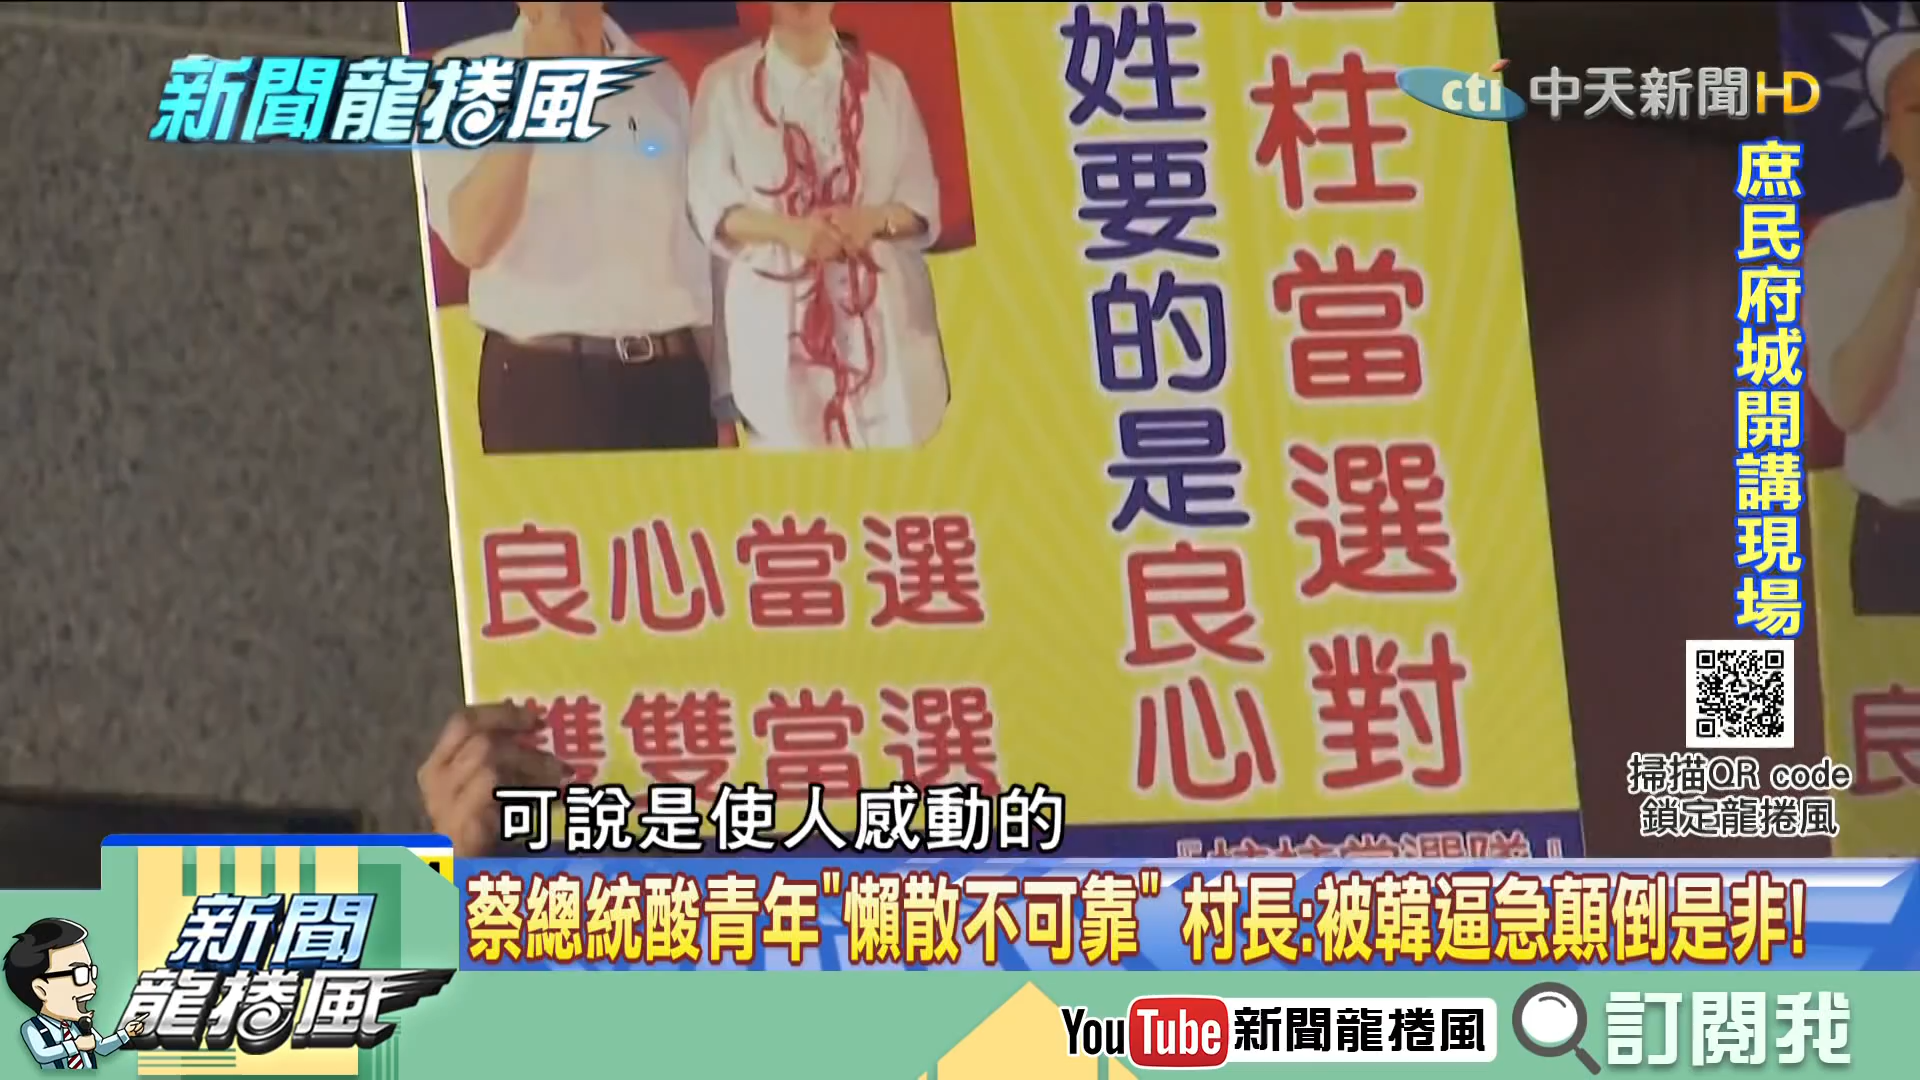 新聞龍捲風
cti 中天新聞HD
庶民府城開講現場
柱當選對
姓要的是良心
良心當選
雙雙當選
掃描QR code
鎖定龍捲風
可說是使人感動的
蔡總統酸青年"懶散不可靠" 村長:被韓逼急顛倒是非!
新聞
龍捲風
YouTube 新聞龍捲風
訂閱我